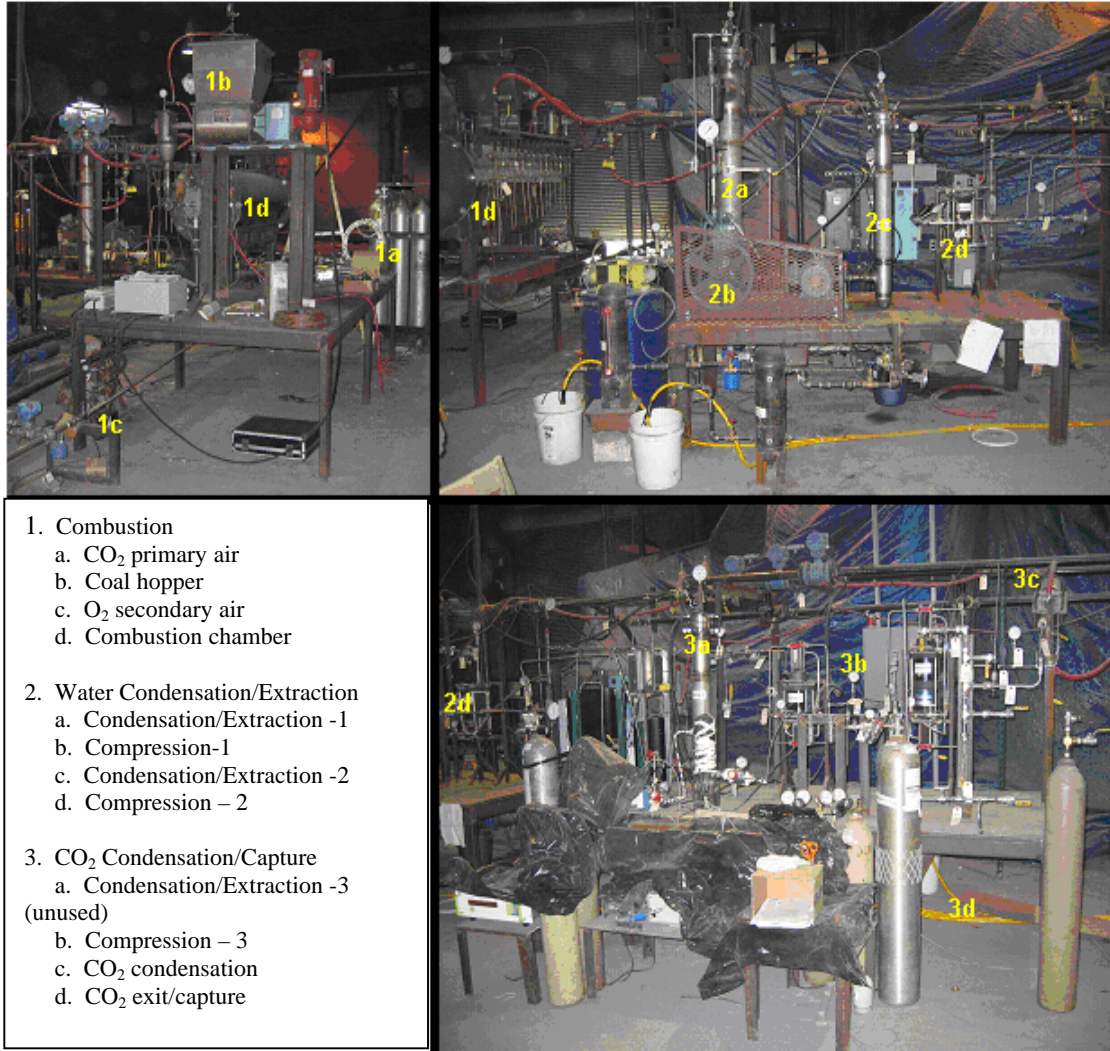 1b
1d
1a
1c
1d
2a
2b
2c
2d
1. Combustion
a. CO₂ primary air
b. Coal hopper
c. O₂ secondary air
d. Combustion chamber
2. Water Condensation/Extraction
a. Condensation/Extraction -1
b. Compression-1
c. Condensation/Extraction -2
d. Compression – 2
3. CO₂ Condensation/Capture
a. Condensation/Extraction -3
(unused)
b. Compression – 3
c. CO₂ condensation
d. CO₂ exit/capture
2d
3a
3b
3c
3d